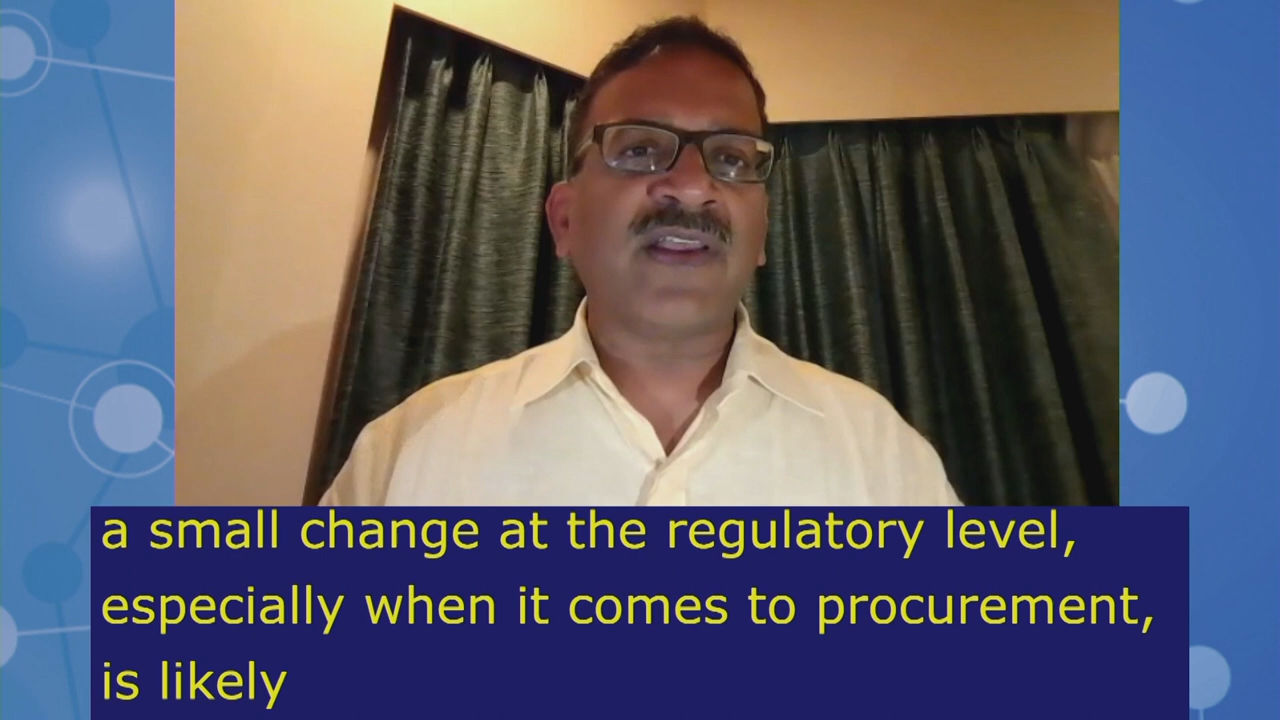 a small change at the regulatory level,
especially when it comes to procurement,
is likely